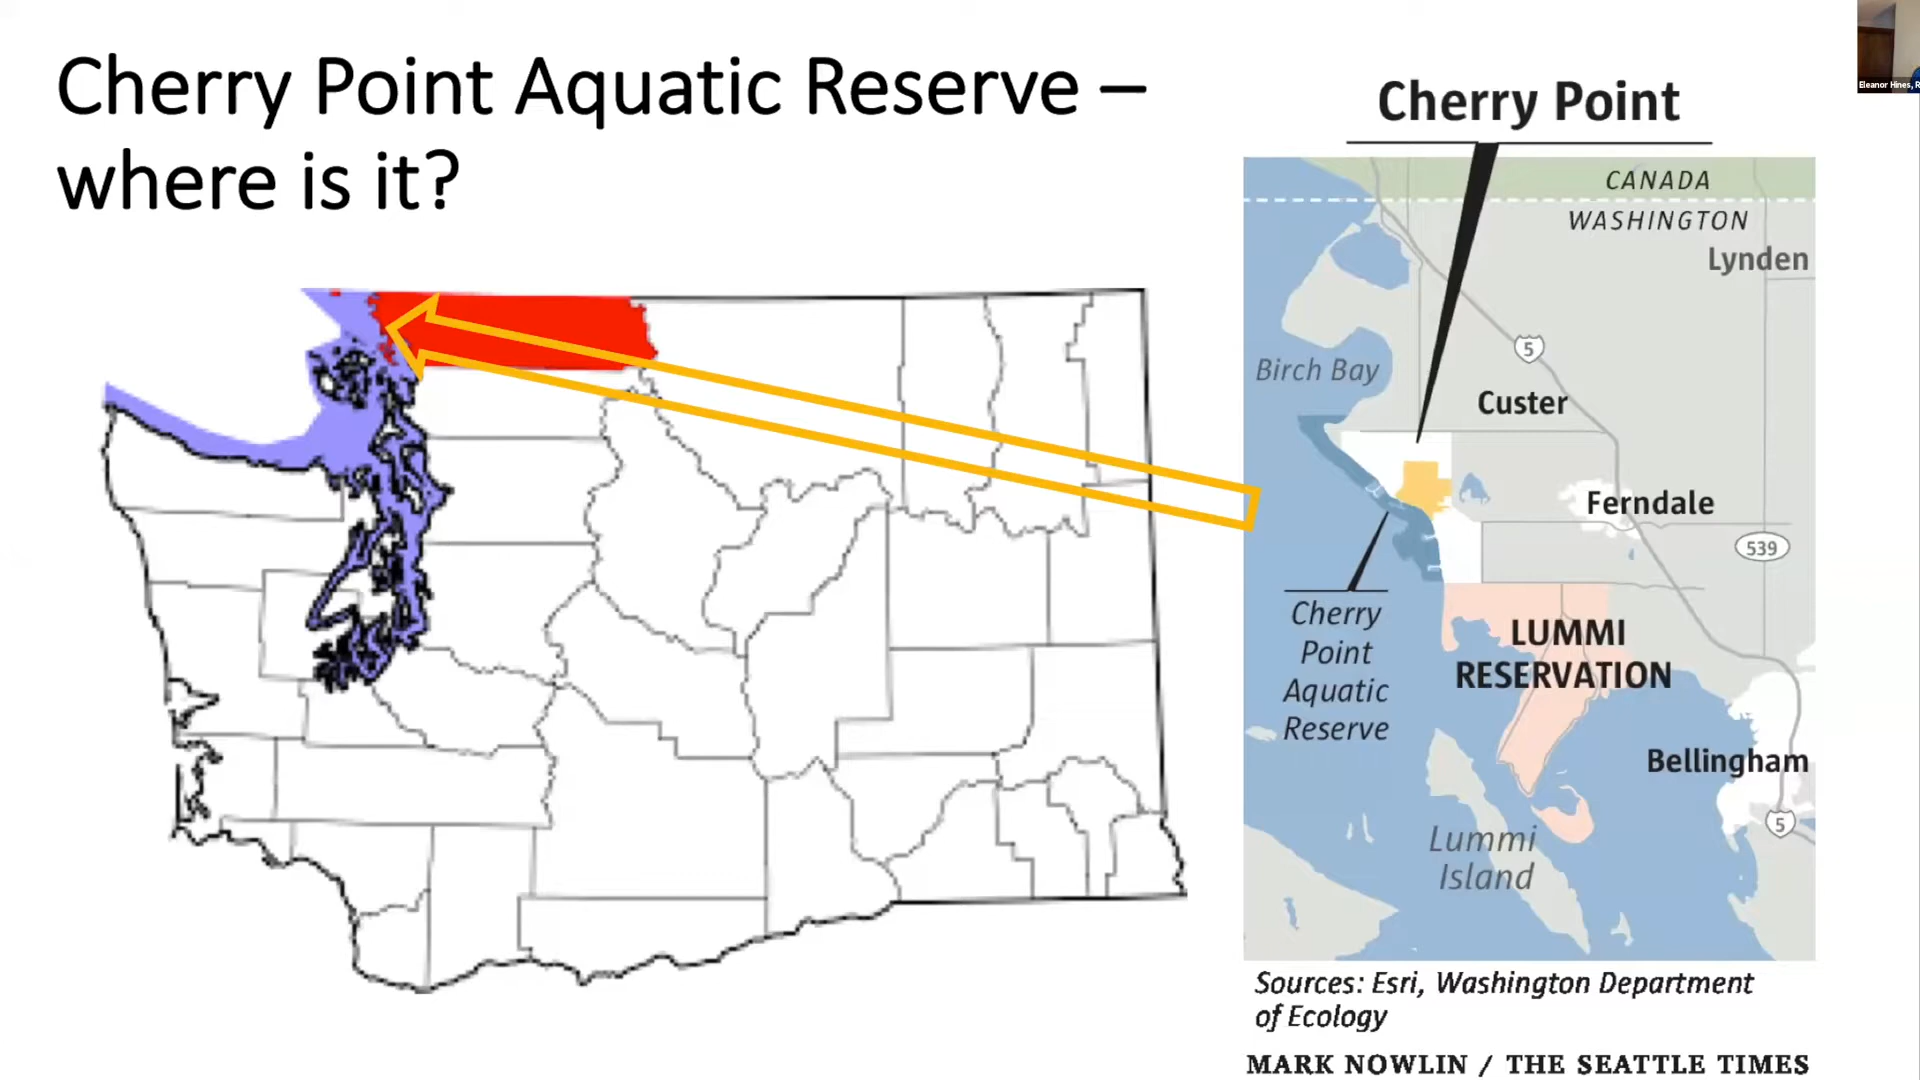 Cherry Point Aquatic Reserve –
where is it?
Eleanor Hines, R
Cherry Point
CANADA
WASHINGTON
Lynden
5
Birch Bay
Custer
Ferndale
539
Cherry
Point
Aquatic
Reserve
LUMMI
RESERVATION
Bellingham
5
Lummi
Island
Sources: Esri, Washington Department
of Ecology
MARK NOWLIN / THE SEATTLE TIMES